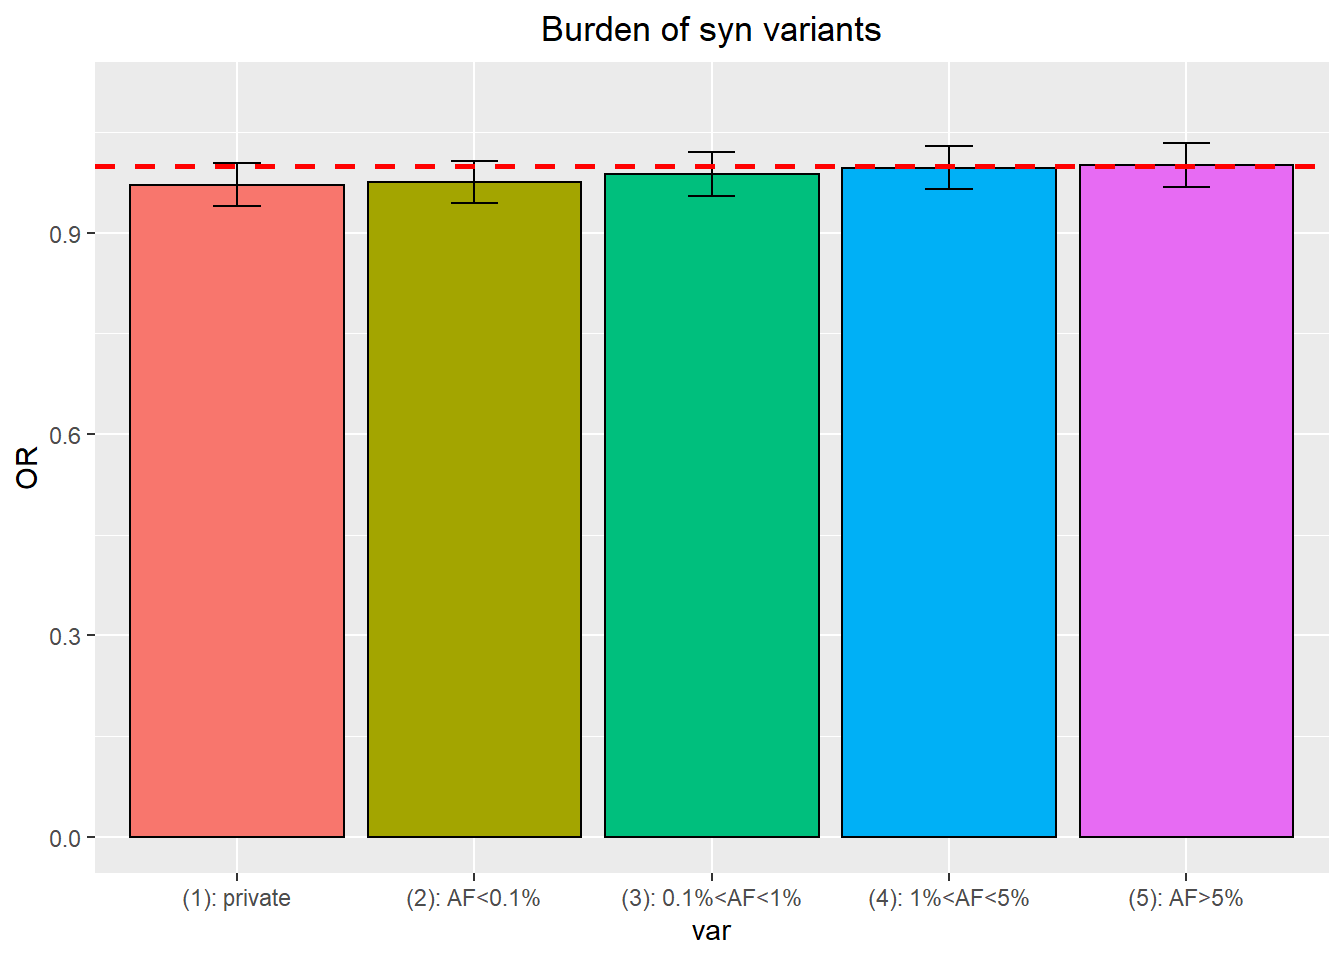 Burden of syn variants
OR
0.9
0.6
0.3
0.0
(1): private
(2): AF<0.1%
(3): 0.1%<AF<1%
(4): 1%<AF<5%
(5): AF>5%
var